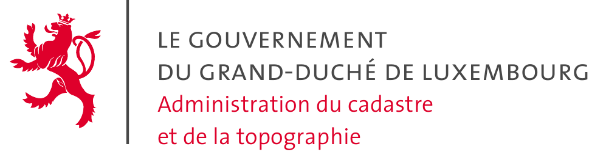 LE GOUVERNEMENT
DU GRAND-DUCHÉ DE LUXEMBOURG
Administration du cadastre
et de la topographie